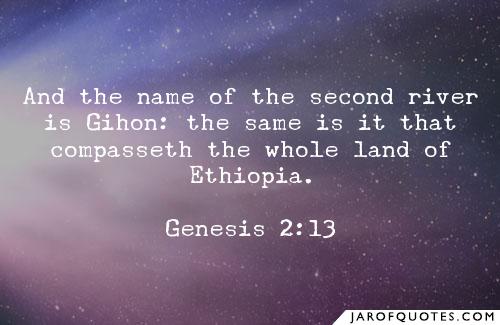 And the name of the second river
is Gihon: the same is it that
compasseth the whole land of
Ethiopia.
Genesis 2:13
JAROFQUOTES.COM